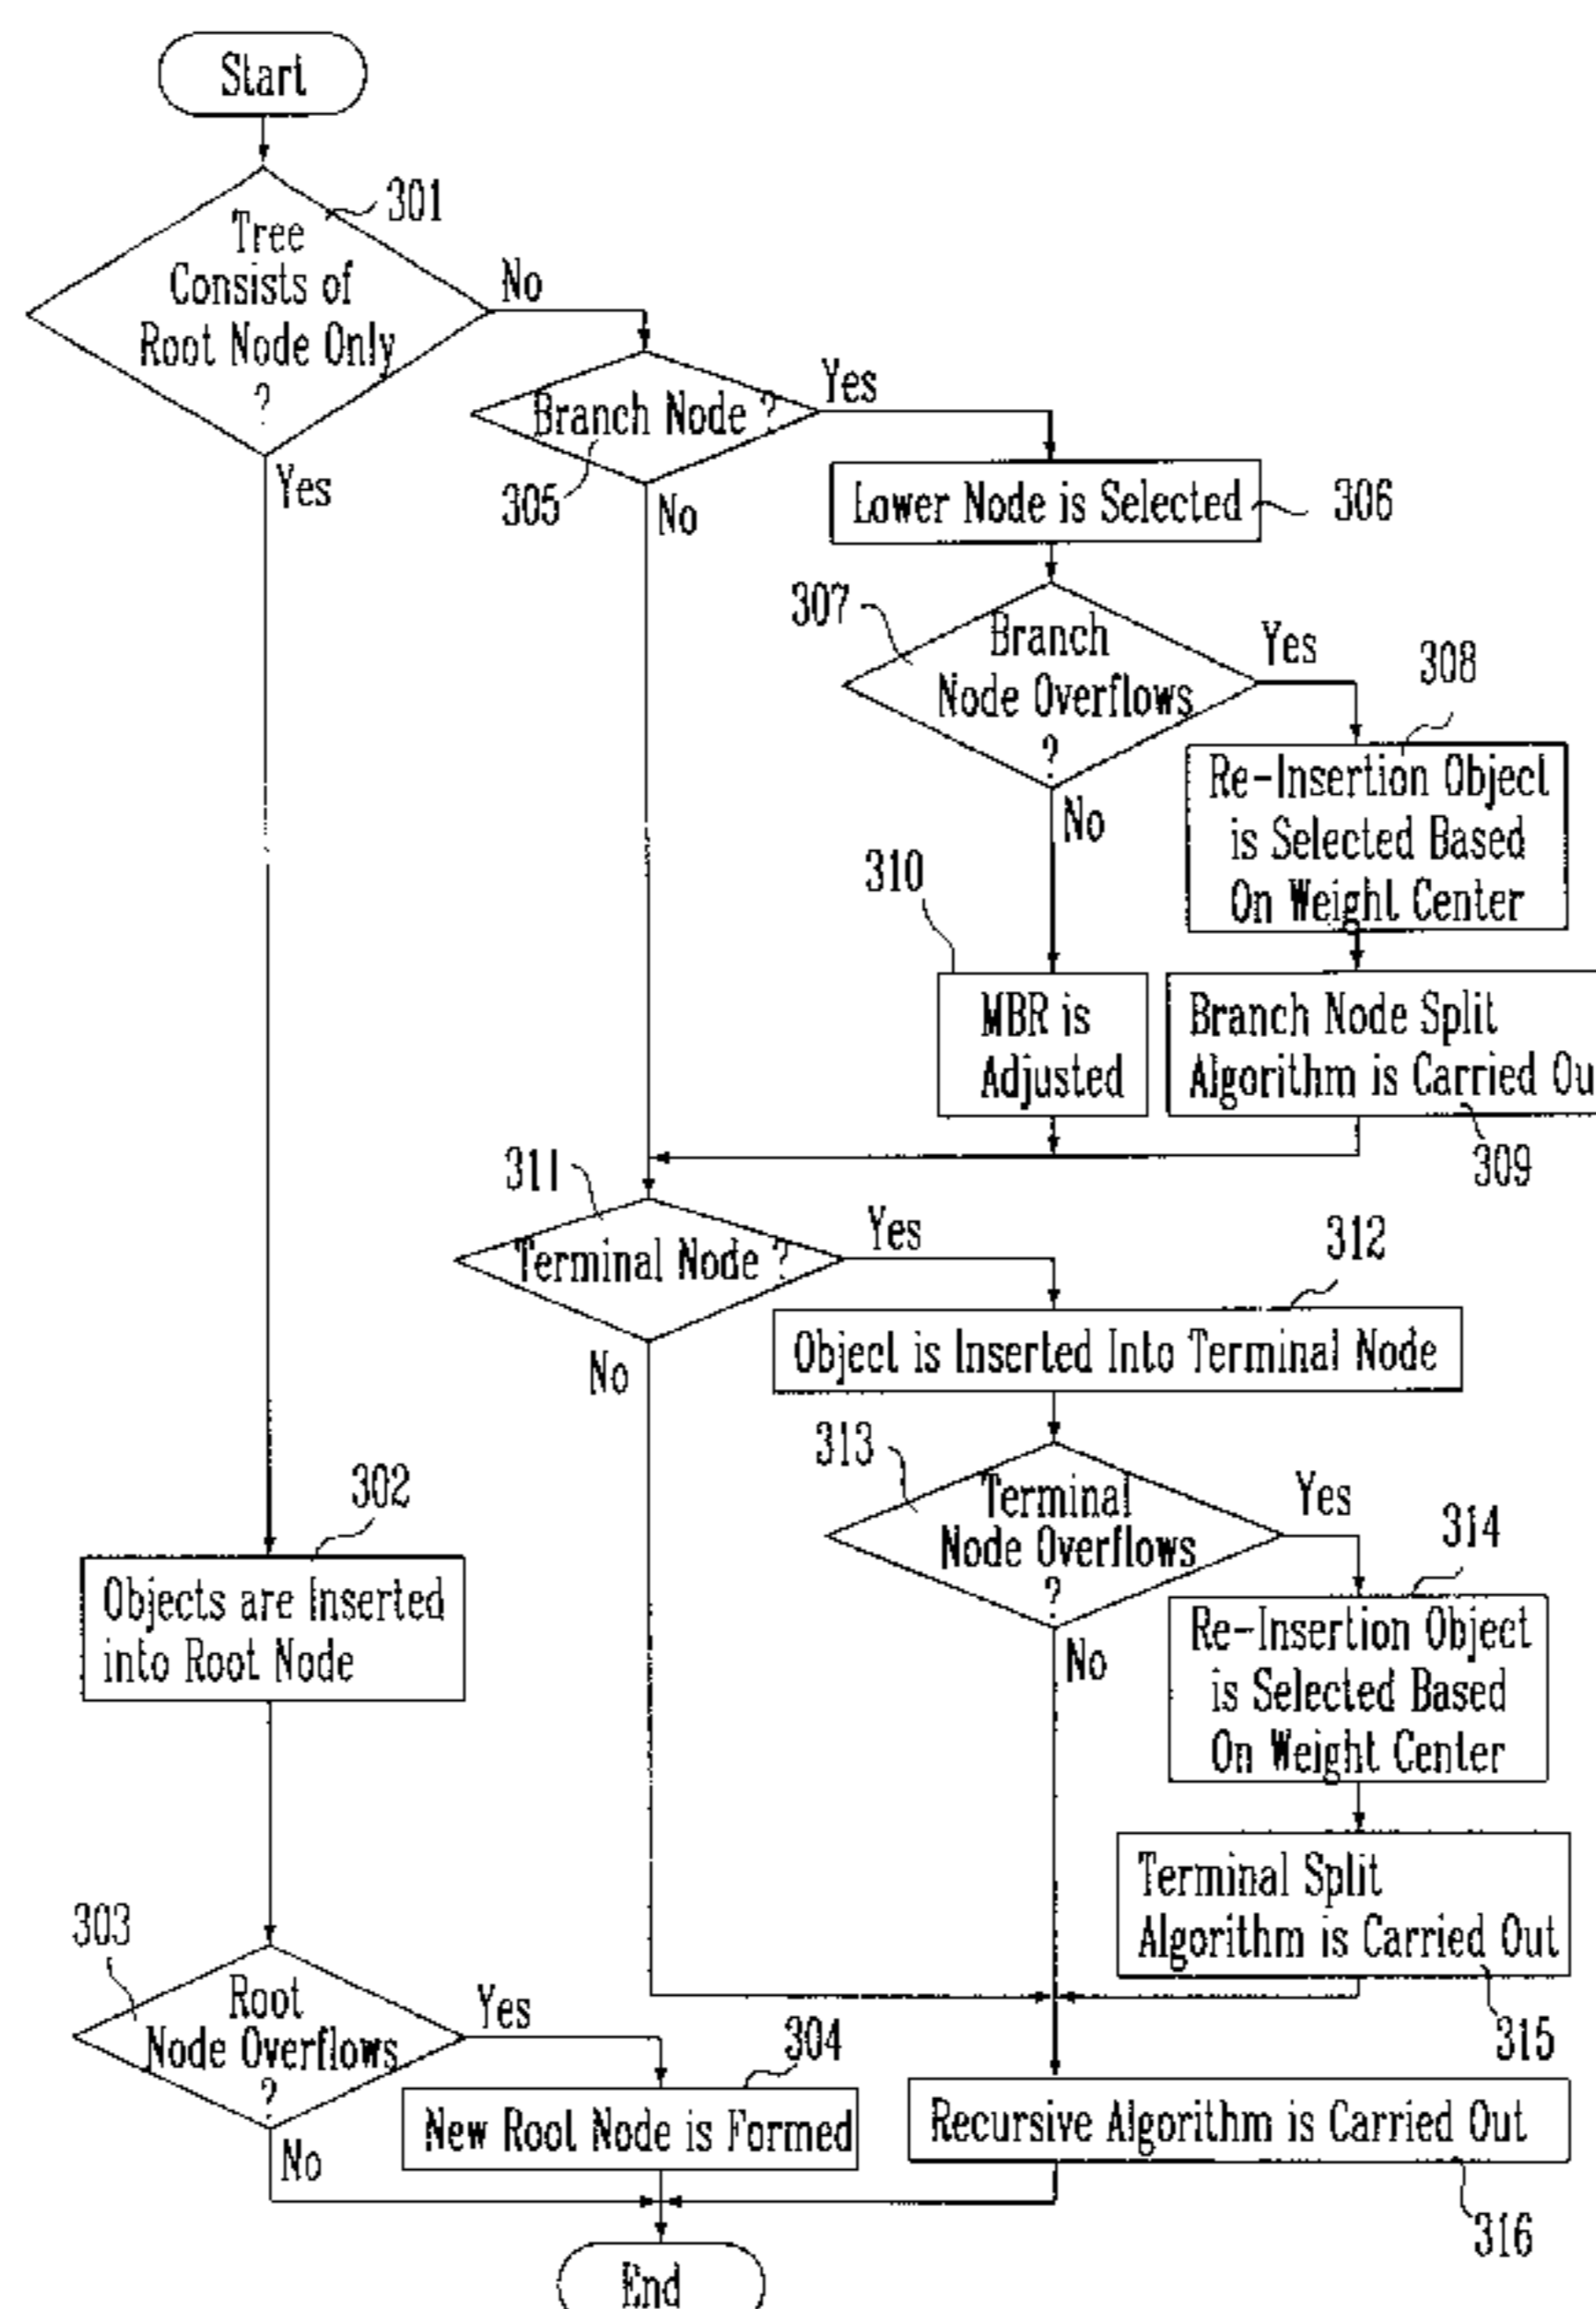 Start
301
Tree
Consists of
Root Node Only
?
No
Yes
Branch Node ?
305
Yes
No
Lower Node is Selected
306
307
Branch
Node Overflows
?
Yes
No
308
Re-Insertion Object
is Selected Based
On Weight Center
310
MBR is
Adjusted
Branch Node Split
Algorithm is Carried Ou
309
311
Terminal Node ?
Yes
No
312
Object is Inserted Into Terminal Node
313
Terminal
Node Overflows
?
Yes
No
314
Re-Insertion Object
is Selected Based
On Weight Center
Terminal Split
Algorithm is Carried Out
315
302
Objects are Inserted
into Root Node
303
Root
Node Overflows
?
Yes
No
304
New Root Node is Formed
Recursive Algorithm is Carried Out
316
End